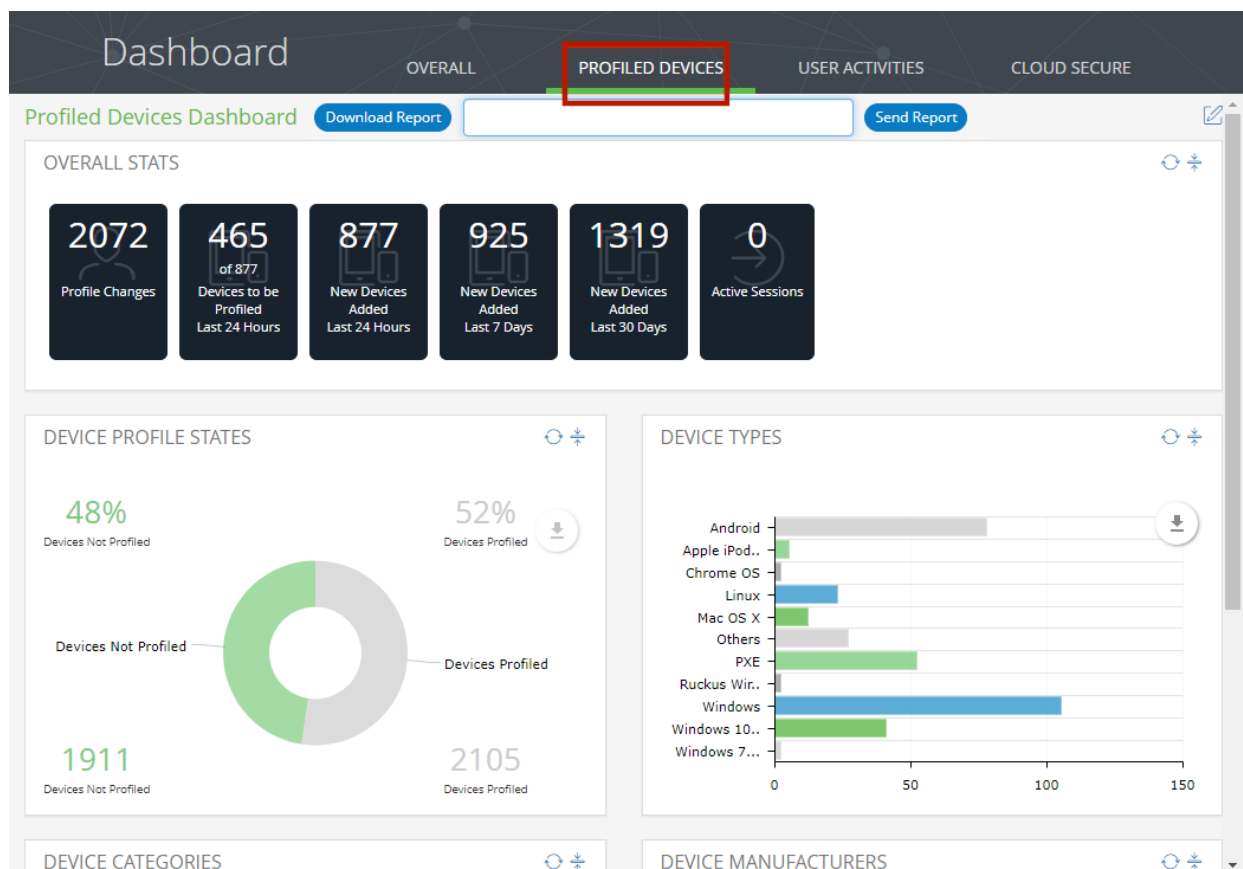 Dashboard
OVERALL
PROFILED DEVICES
USER ACTIVITIES
CLOUD SECURE
Profiled Devices Dashboard
Download Report
Send Report
OVERALL STATS
2072
Profile Changes
465
of 877
Devices to be
Profiled
Last 24 Hours
877
New Devices
Added
Last 24 Hours
925
New Devices
Added
Last 7 Days
1319
New Devices
Added
Last 30 Days
0
Active Sessions
DEVICE PROFILE STATES
48%
Devices Not Profiled
52%
Devices Profiled
Devices Not Profiled
Devices Profiled
1911
Devices Not Profiled
2105
Devices Profiled
DEVICE TYPES
Android
Apple iPod..
Chrome OS
Linux
Mac OS X
Others
PXE
Ruckus Wir..
Windows
Windows 10..
Windows 7...
0
50
100
150
DEVICE CATEGORIES
DEVICE MANUFACTURERS